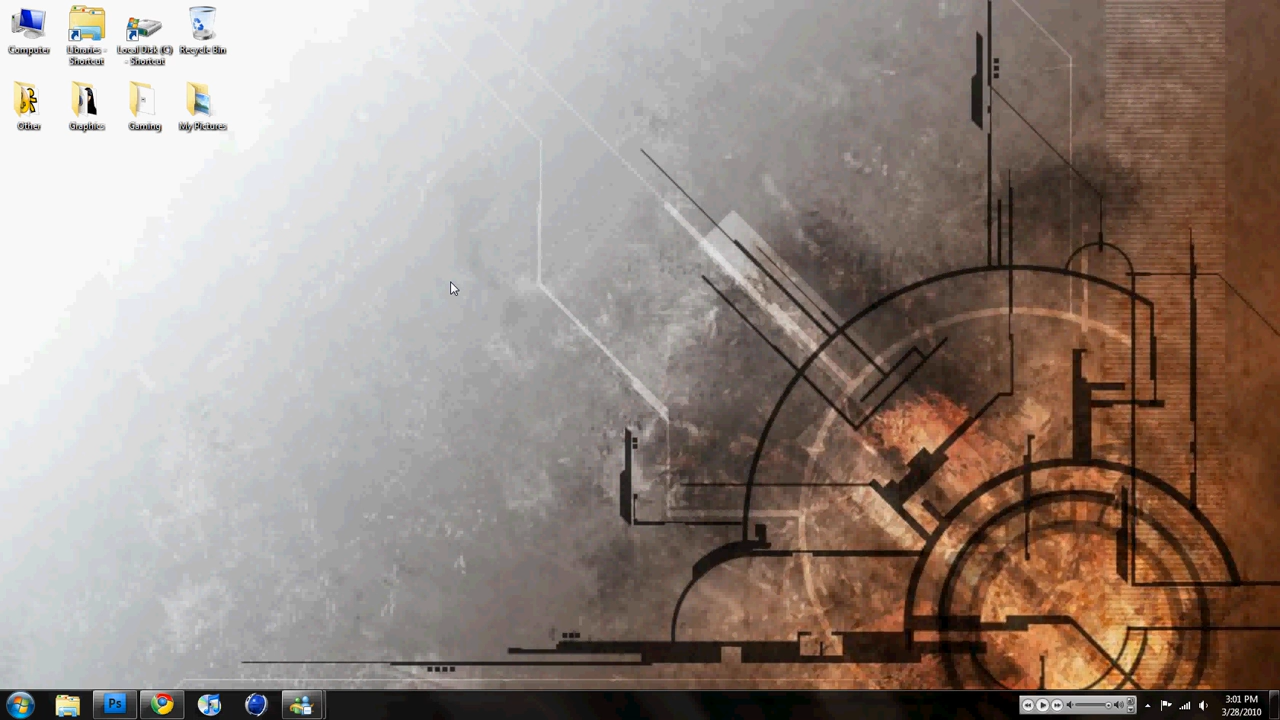 Computer
Libraries -
Shortcut
Local Disk (C)
- Shortcut
Recycle Bin
Other
Graphics
Gaming
My Pictures
Ps
3:01 PM
3/28/2010